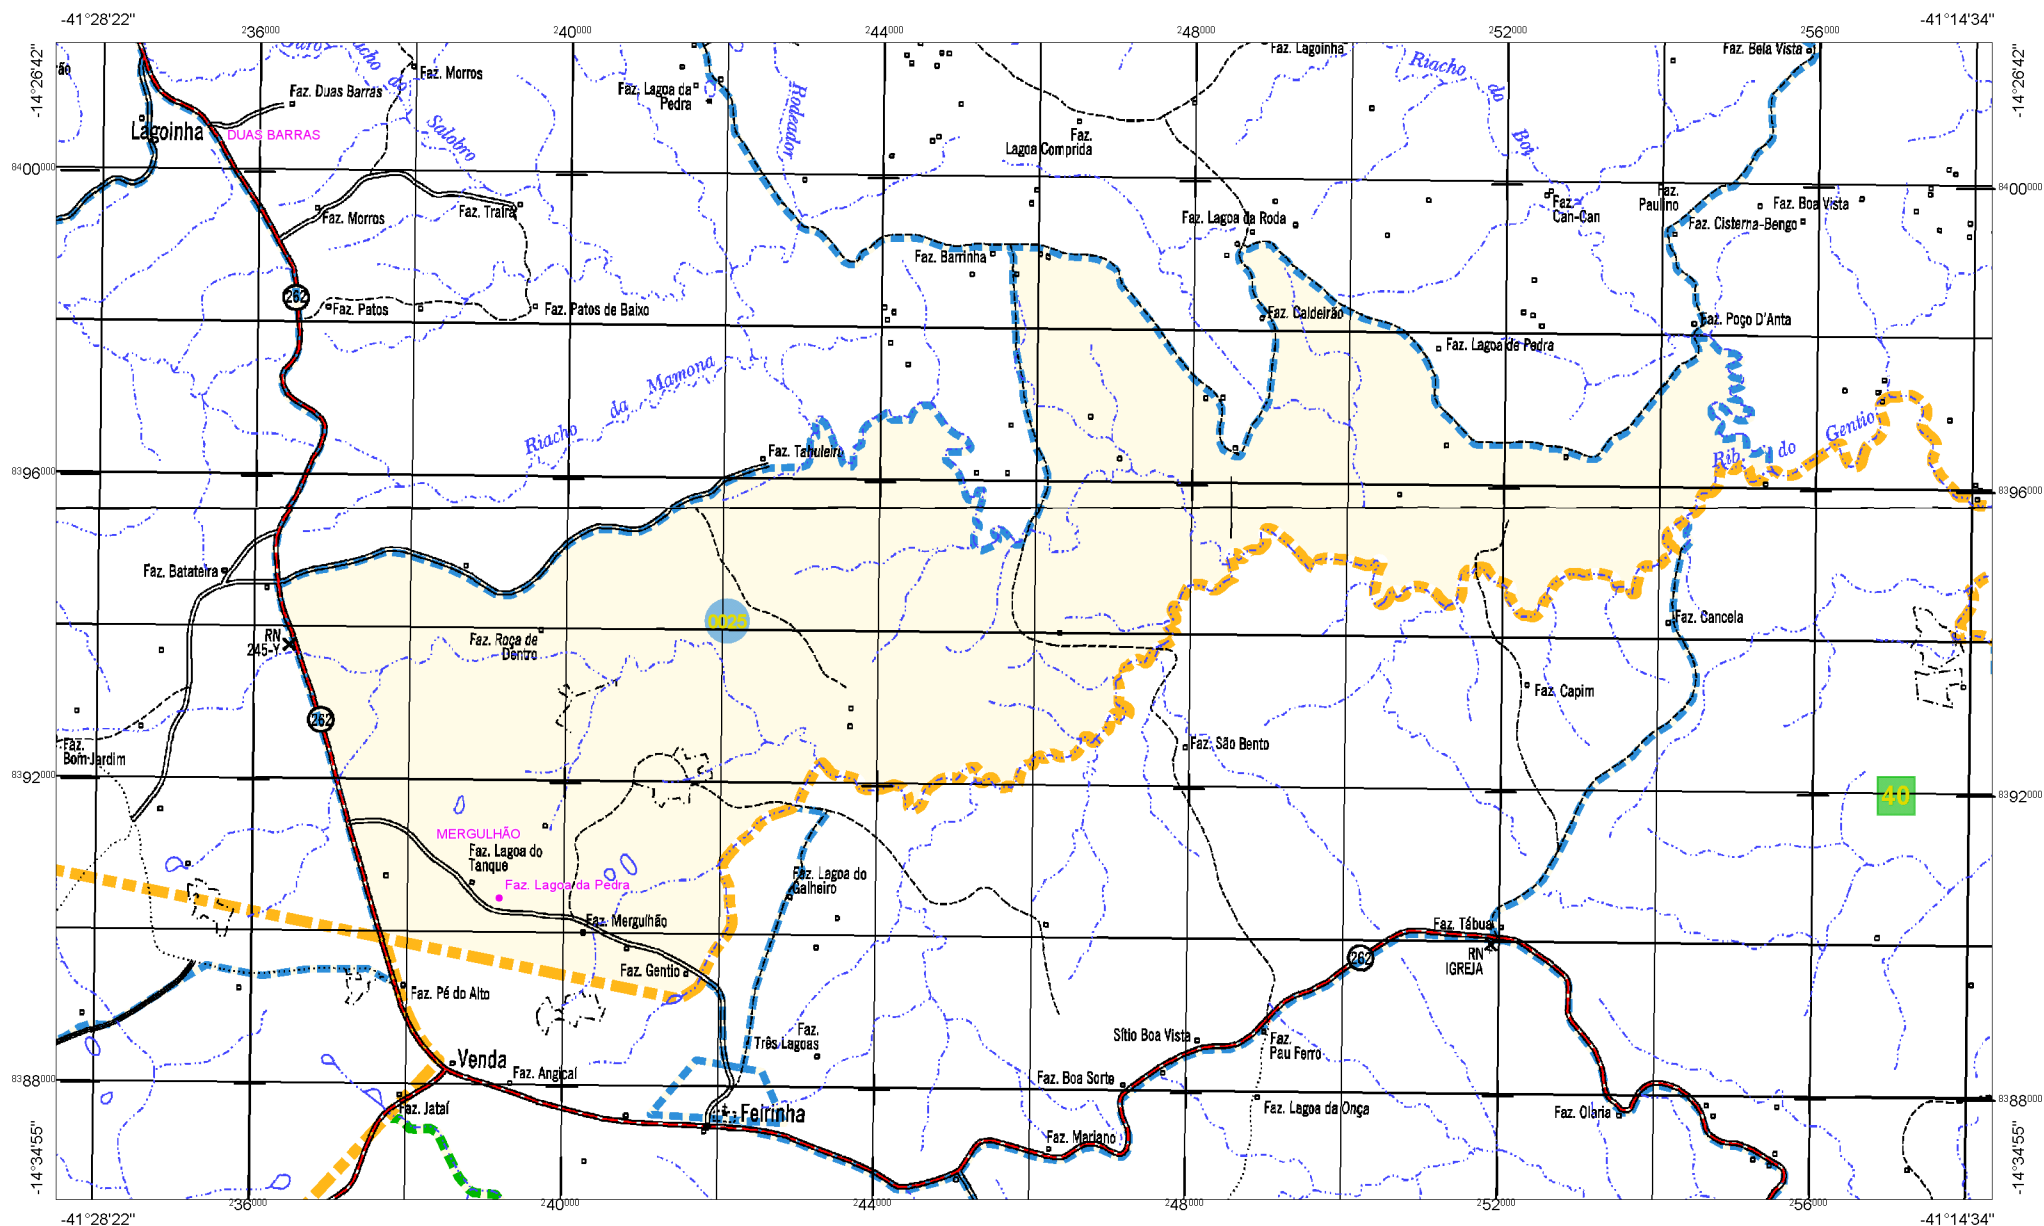 -41°28'22"
-41°14'34"
236000
240000
244000
248000
252000
256000
-14°26'42"
-14°26'42"
ão
Faz. Morros
Faz. Duas Barras
Lagoinha
DUAS BARRAS
Salobro
Faz. Lagoa da
Pedra
Rodeador
Faz. Lagoinha
Riacho
do
Boi
Faz. Bela Vista
Faz.
Lagoa Comprida
8400000
8400000
Faz. Morros
Faz. Traíra
Faz. Lagoa da Roda
Faz.
Can-Can
Faz.
Paulino
Faz. Boa Vista
Faz. Cisterna-Bengo
Faz. Barrinha
262
Faz. Patos
Faz. Patos de Baixo
Faz. Caldeirão
Faz. Poço D'Anta
Faz. Lagoa de Pedra
Riacho
da
Mamona
Faz. Tabuleiro
Rib.
do
Gentio
8396000
8396000
Faz. Batateira
RN
245-Y
Faz. Roça de
Dentro
0025
Faz. Cancela
262
Faz. Capim
Faz. São Bento
Faz.
Bom Jardim
8392000
8392000
40
MERGULHÃO
Faz. Lagoa do
Tanque
Faz. Lagoa da Pedra
Faz. Lagoa do
Galheiro
Faz. Mergulhão
Faz. Gentio
Faz. Tábua
RN
IGREJA
262
Faz. Pé do Alto
Faz.
Três Lagoas
Sítio Boa Vista
Faz.
Pau Ferro
Venda
Faz. Angical
Faz. Boa Sorte
8388000
8388000
Faz. Jataí
Feirinha
Faz. Lagoa da Onça
Faz. Olaria
Faz. Mariano
-14°34'55"
-14°34'55"
236000
240000
244000
248000
252000
256000
-41°28'22"
-41°14'34"